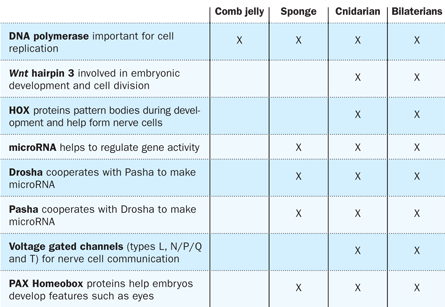 Comb jelly Sponge Cnidarian Bilaterians
DNA polymerase important for cell X X X X
replication
Wnt hairpin 3 involved in embryonic X X
development and cell division
HOX proteins pattern bodies during devel- X X
opment and help form nerve cells
microRNA helps to regulate gene activity X X X
Drosha cooperates with Pasha to make X X X
microRNA
Pasha cooperates with Drosha to make X X X
microRNA
Voltage gated channels (types L, N/P/Q X X
and T) for nerve cell communication
PAX Homeobox proteins help embryos X X X
develop features such as eyes